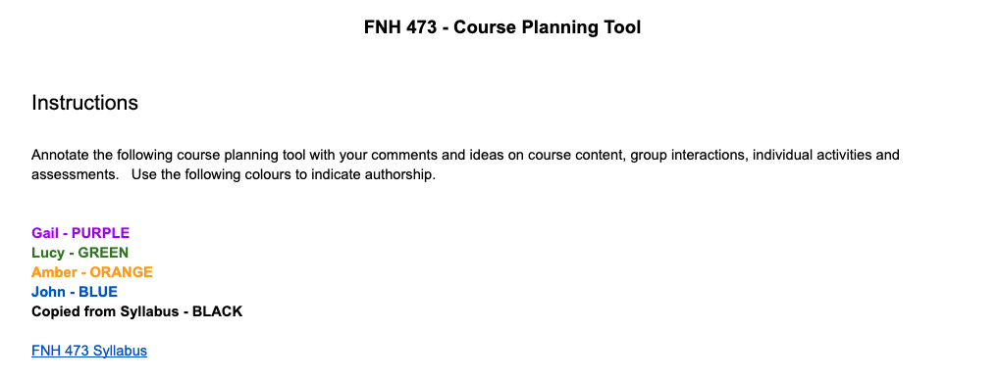 FNH 473 - Course Planning Tool
Instructions
Annotate the following course planning tool with your comments and ideas on course content, group interactions, individual activities and
assessments.   Use the following colours to indicate authorship.
Gail - PURPLE
Lucy - GREEN
Amber - ORANGE
John - BLUE
Copied from Syllabus - BLACK
FNH 473 Syllabus